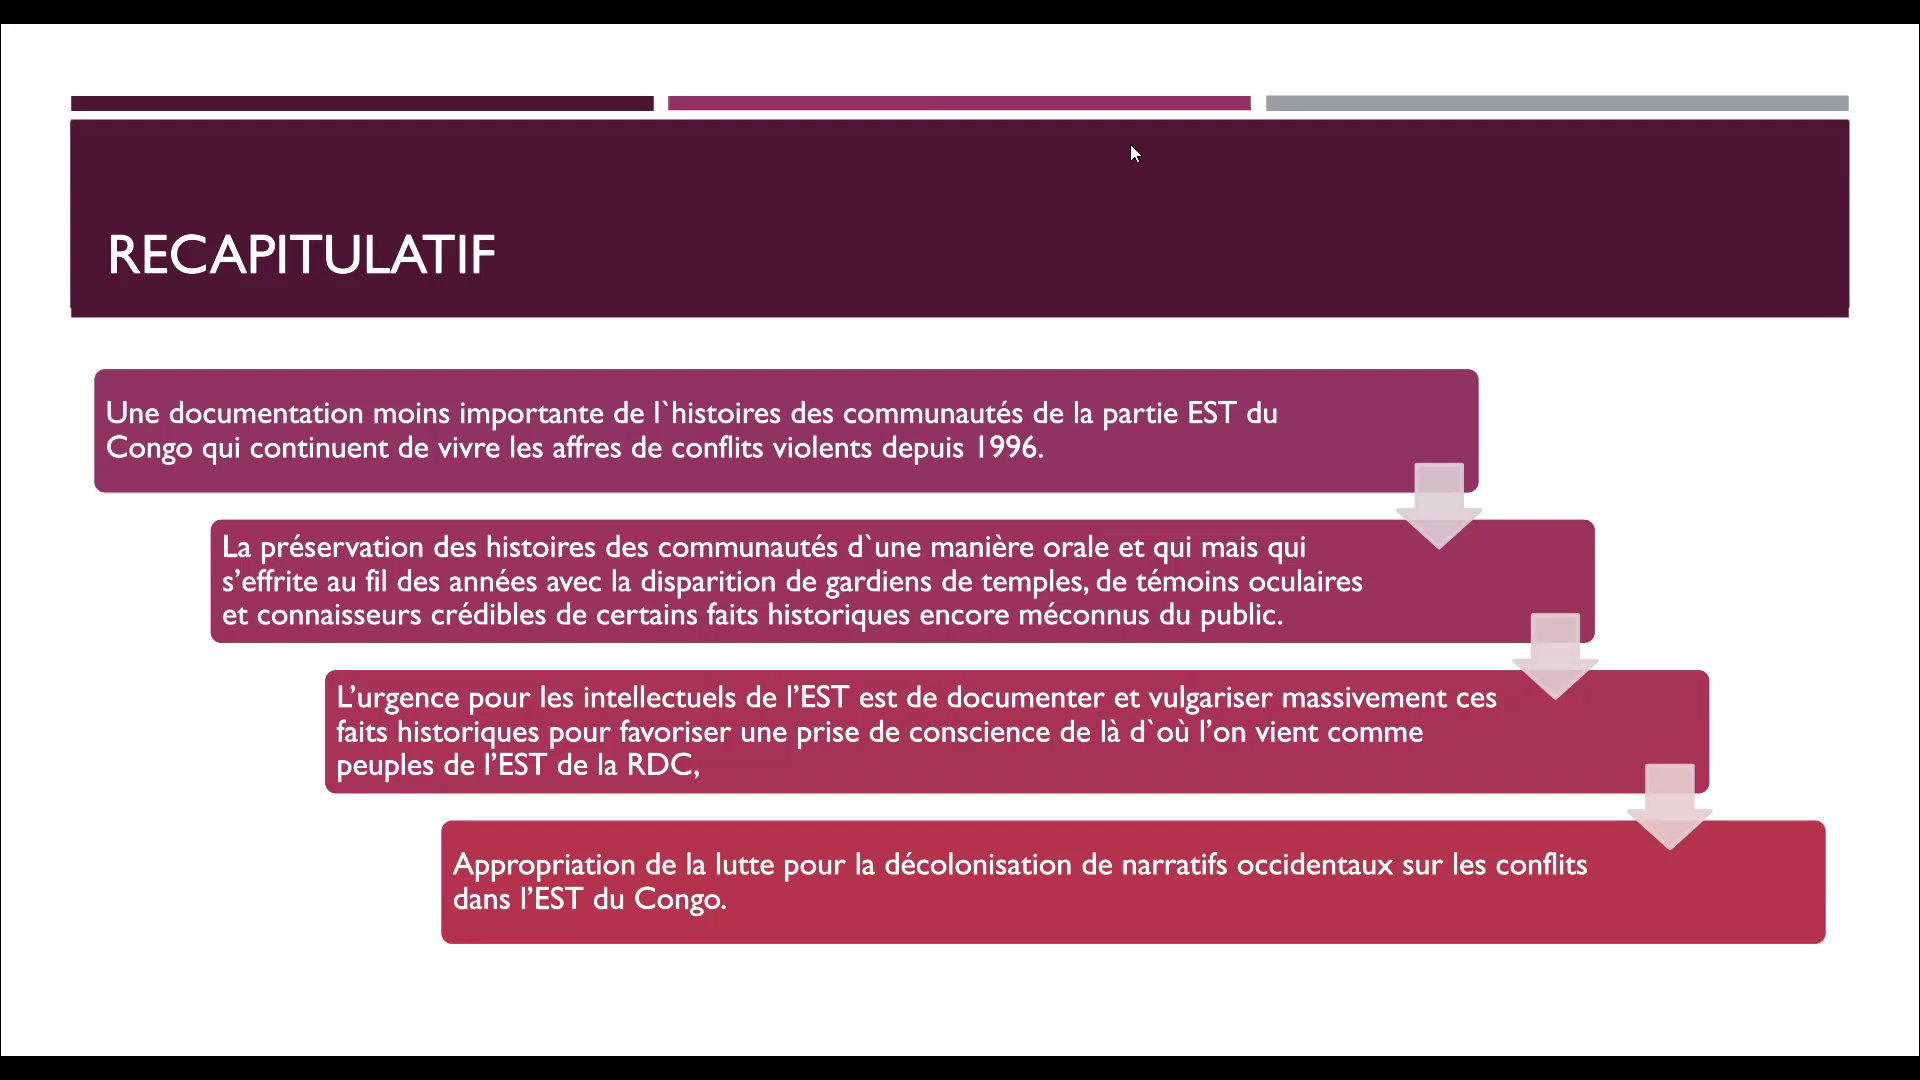 RECAPITULATIF
Une documentation moins importante de l`histoires des communautés de la partie EST du
Congo qui continuent de vivre les affres de conflits violents depuis 1996.
La préservation des histoires des communautés d`une manière orale et qui mais qui
s’effrite au fil des années avec la disparition de gardiens de temples, de témoins oculaires
et connaisseurs crédibles de certains faits historiques encore méconnus du public.
L’urgence pour les intellectuels de l’EST est de documenter et vulgariser massivement ces
faits historiques pour favoriser une prise de conscience de là d`où l’on vient comme
peuples de l’EST de la RDC,
Appropriation de la lutte pour la décolonisation de narratifs occidentaux sur les conflits
dans l’EST du Congo.